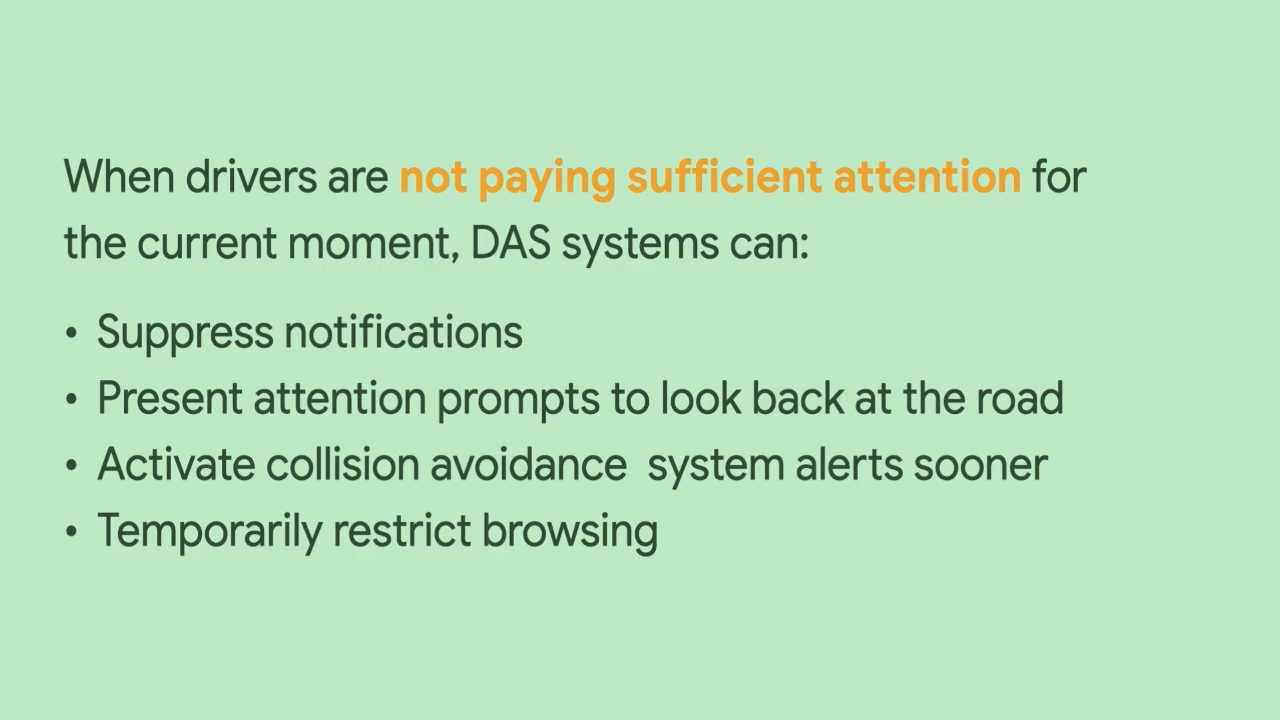 When drivers are not paying sufficient attention for
the current moment, DAS systems can:
• Suppress notifications
• Present attention prompts to look back at the road
• Activate collision avoidance  system alerts sooner
• Temporarily restrict browsing